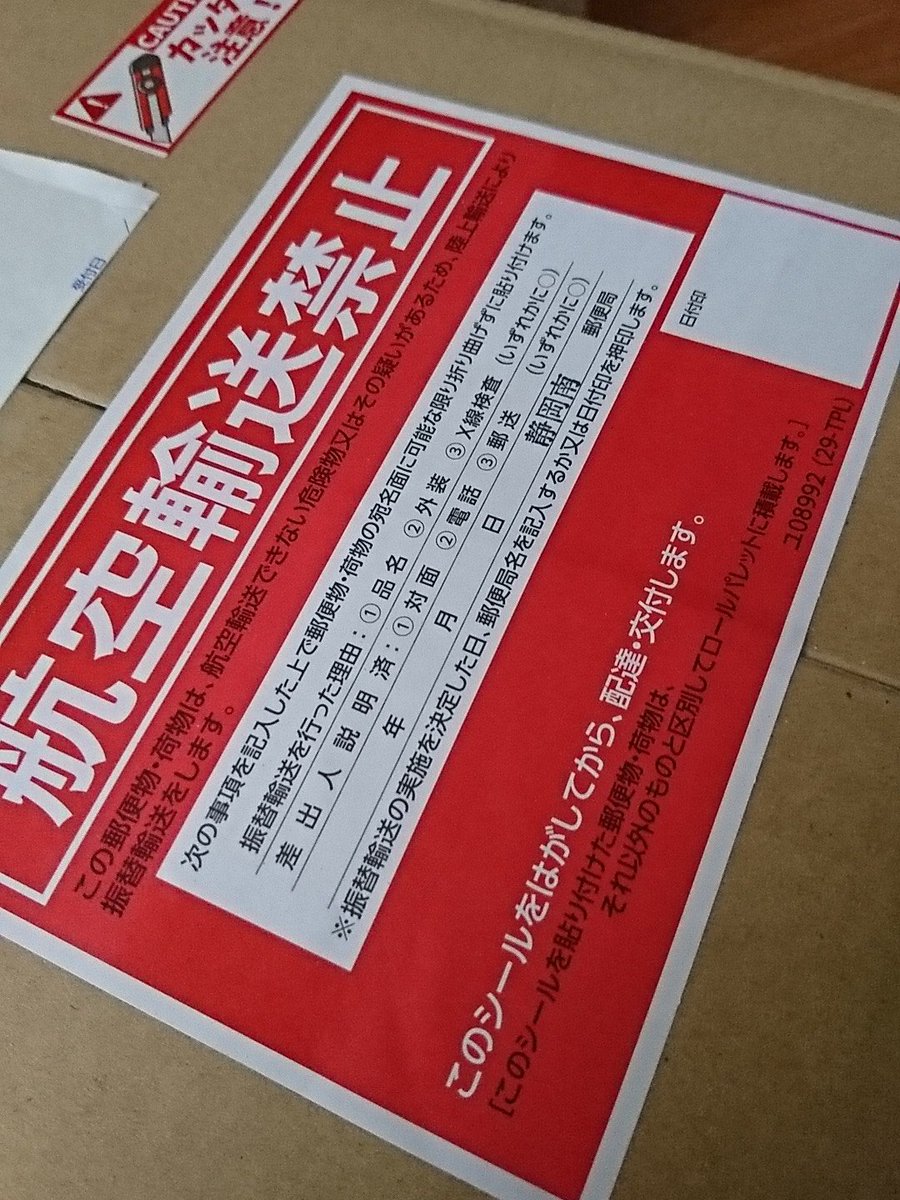 CAUTI
カッタ
注意!
受付日
航空輸送禁止
この郵便物・荷物は、航空輸送できない危険物又はその疑いがあるため、陸上輸送により
振替輸送をします。
次の事項を記入した上で郵便物・荷物の宛名面に可能な限り折り曲げずに貼り付けます。
振替輸送を行った理由:①品名 ②外装 ③X線検査(いずれかに○)
差出人説明済:①対面 ②電話 ③郵送 (いずれかに○)
年 月 日 静岡南 郵便局
※振替輸送の実施を決定した日、郵便局名を記入するか又は日付印を押印します。
日付印
このシールをはがしてから、配達・交付します。
[このシールを貼り付けた郵便物・荷物は、
それ以外のものと区別してロールパレットに積載します。]
ユ08992(29-TPL)